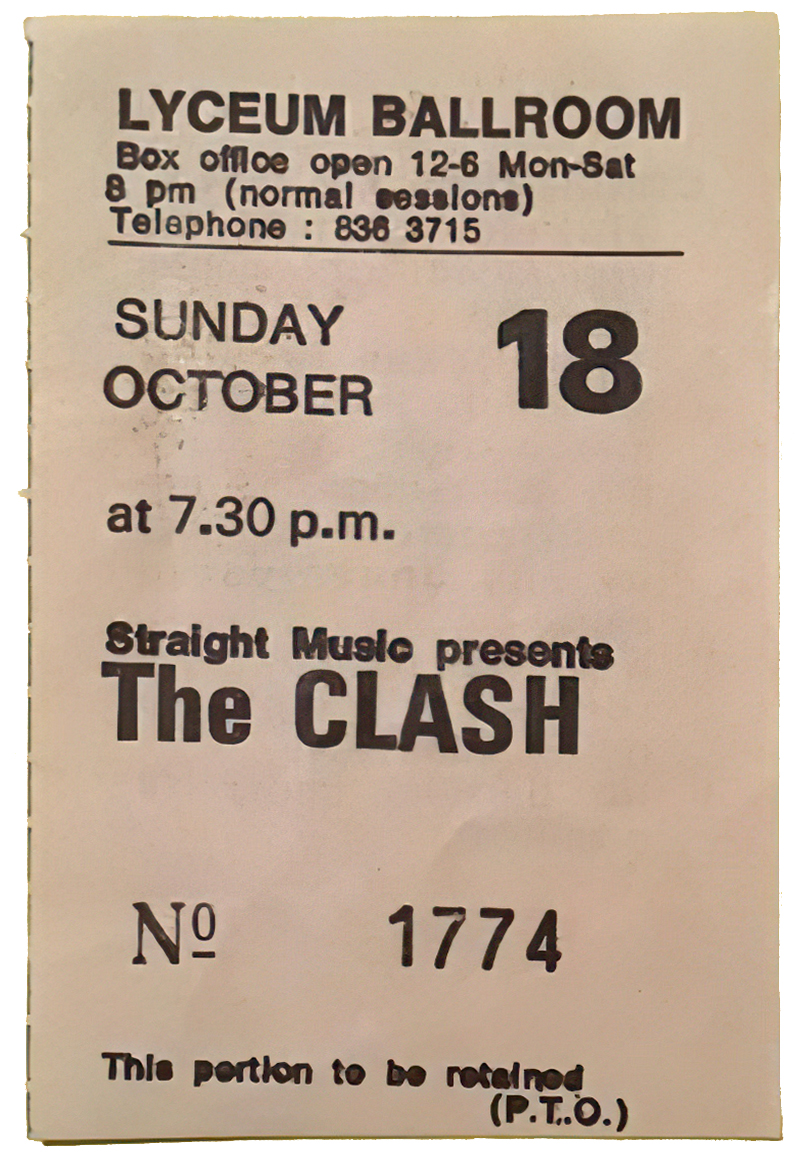 LYCEUM BALLROOM
Box office open 12-6 Mon-Sat
8 pm (normal sessions)
Telephone : 836 3715
SUNDAY
OCTOBER 18
at 7.30 p.m.
Straight Music presents
The CLASH
Nº 1774
This portion to be retained
(P.T..O.)